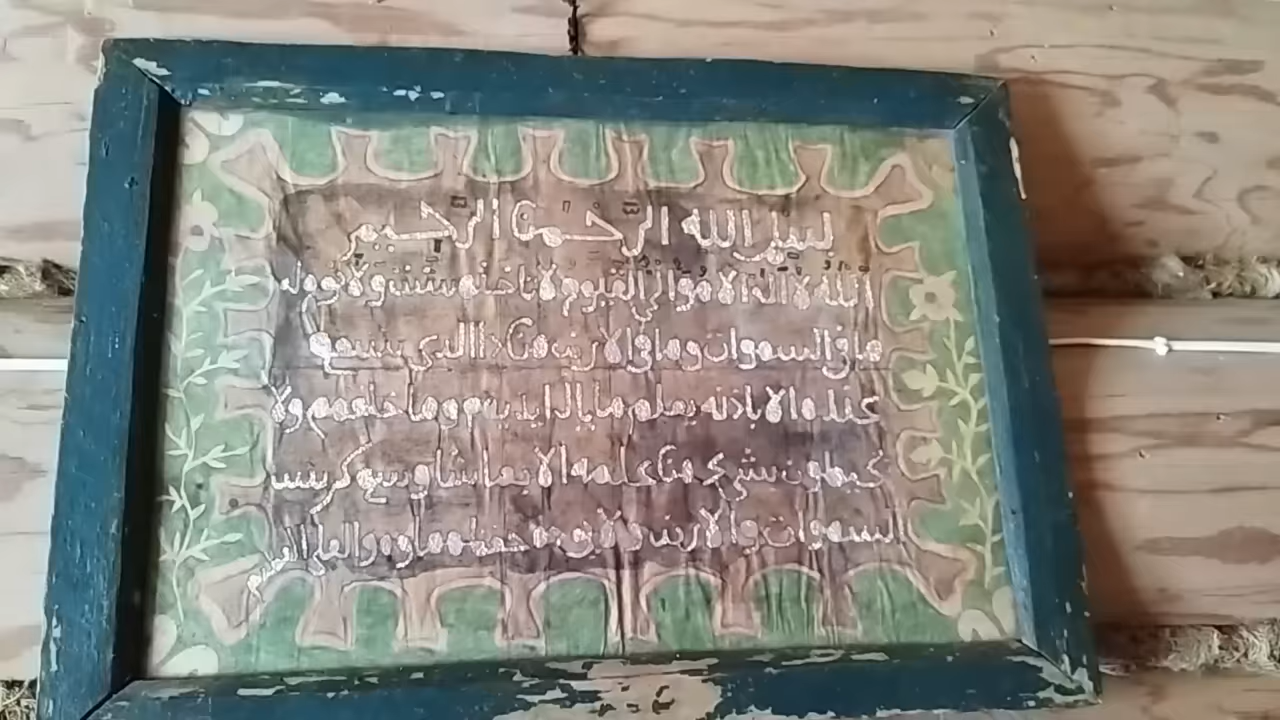 بسم الله الرحمن الرحيم
الله لا اله الا هو الحي القيوم لا تاخذه سنة ولا نوم له
ما في السموات وما في الارض من ذا الذي يشفع
عنده الا باذنه يعلم ما بين ايديهم وما خلفهم ولا
يحيطون بشيء من علمه الا بما شا وسع كرسيه
السموات والارض ولا يؤده حفظهما وهو العلي العظيم